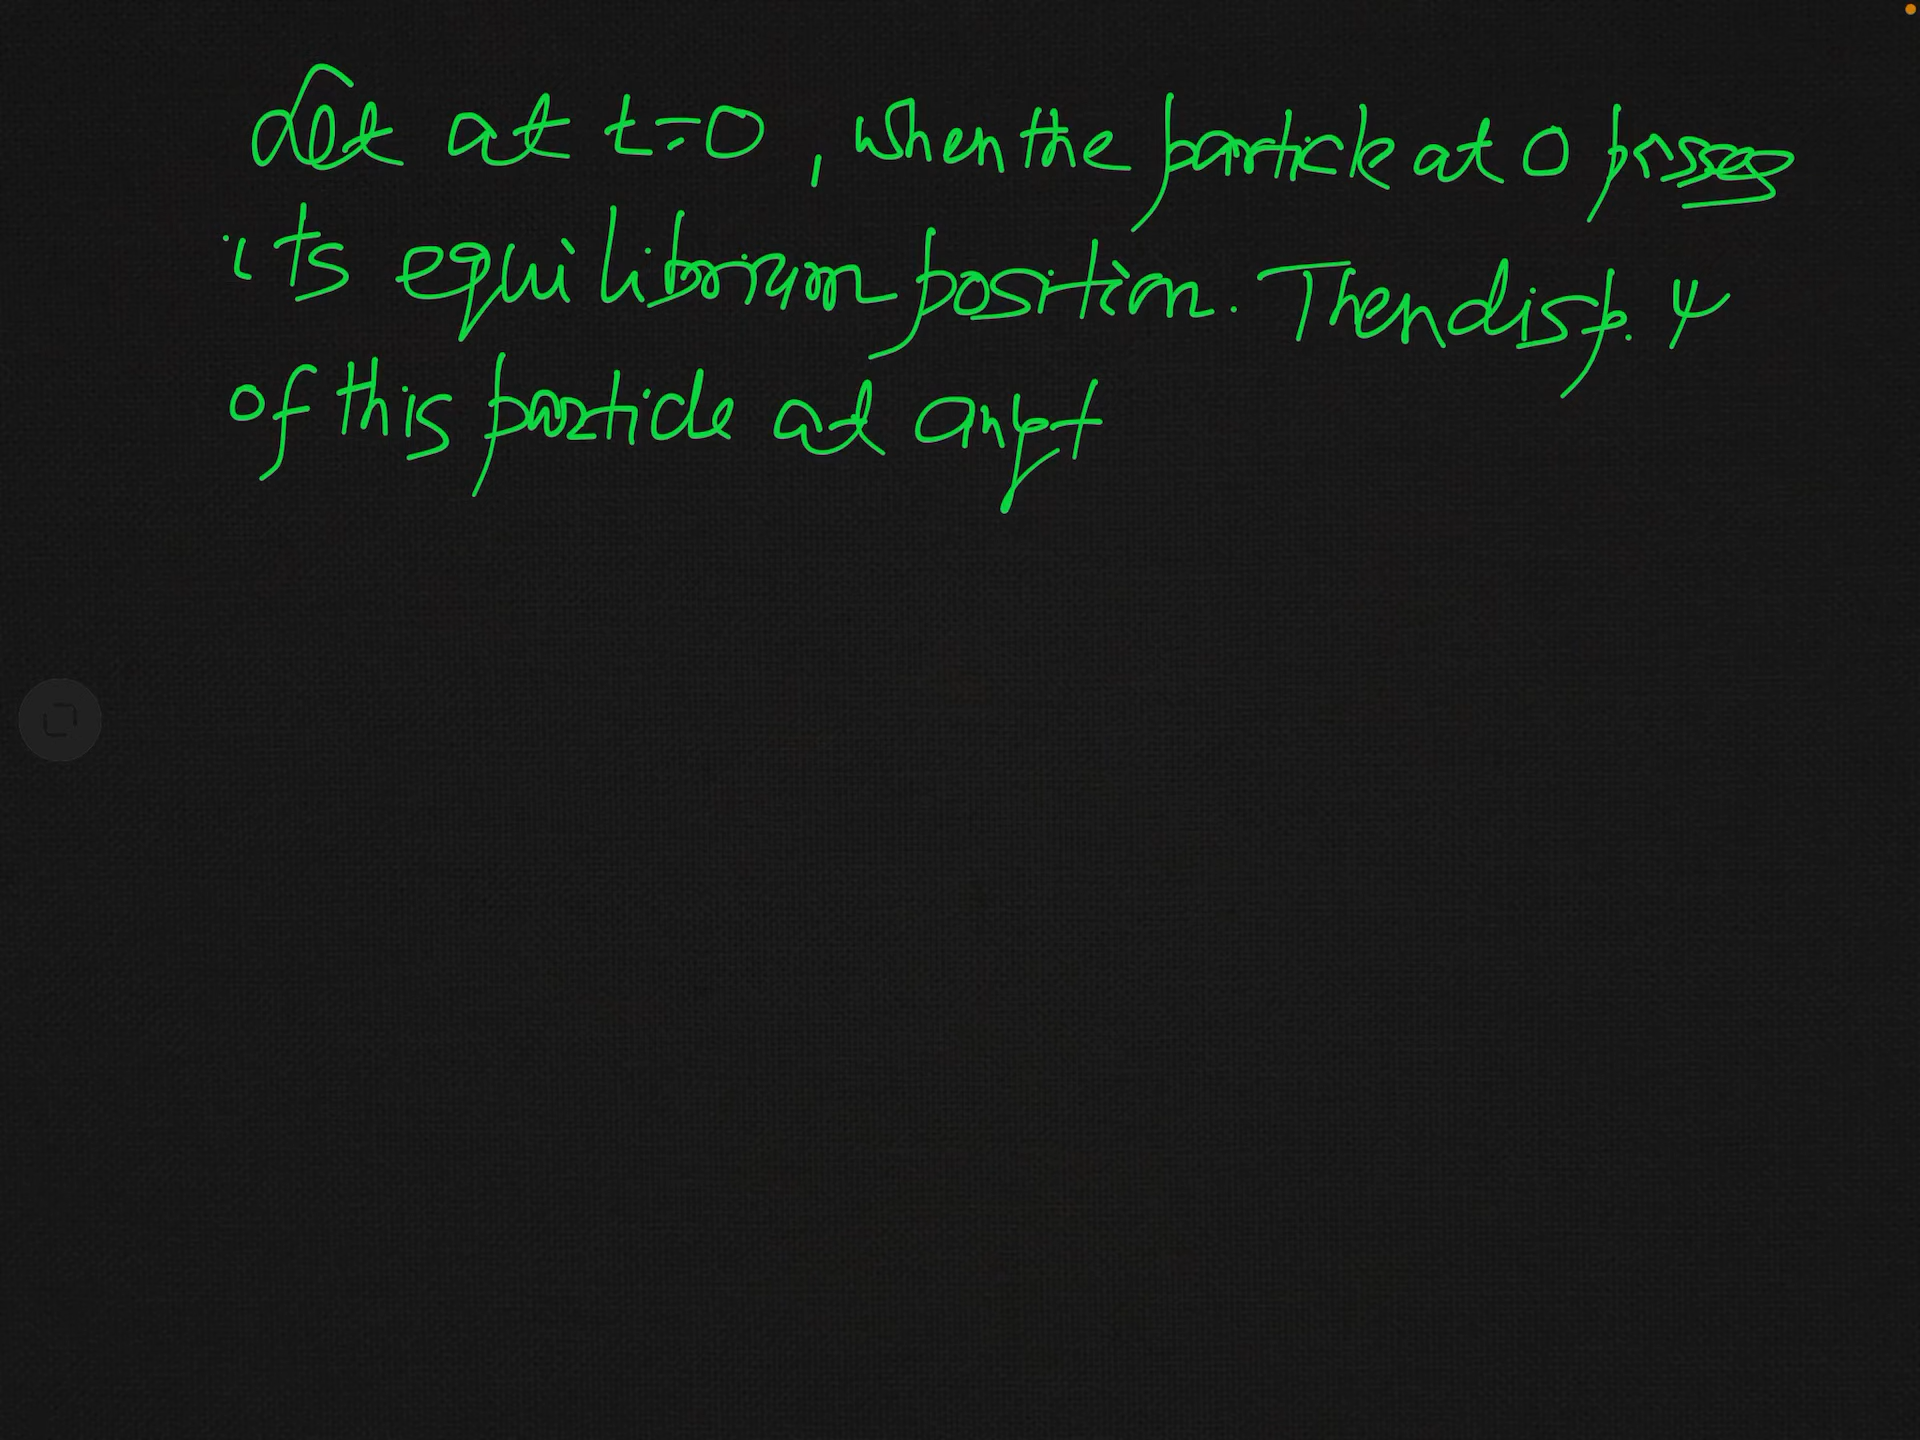 Let at t=0, when the particle at O passes
its equilibrium position. Then disp. ψ
of this particle at any t